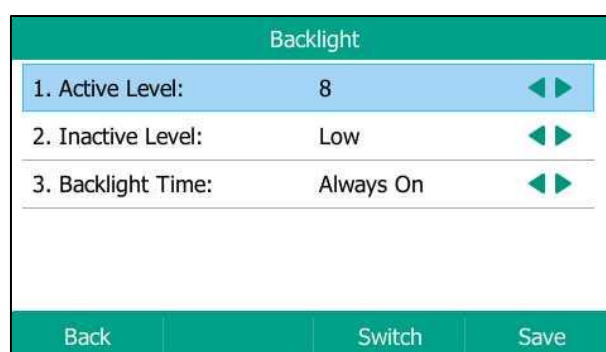 Backlight
1. Active Level: 8
2. Inactive Level: Low
3. Backlight Time: Always On
Back Switch Save